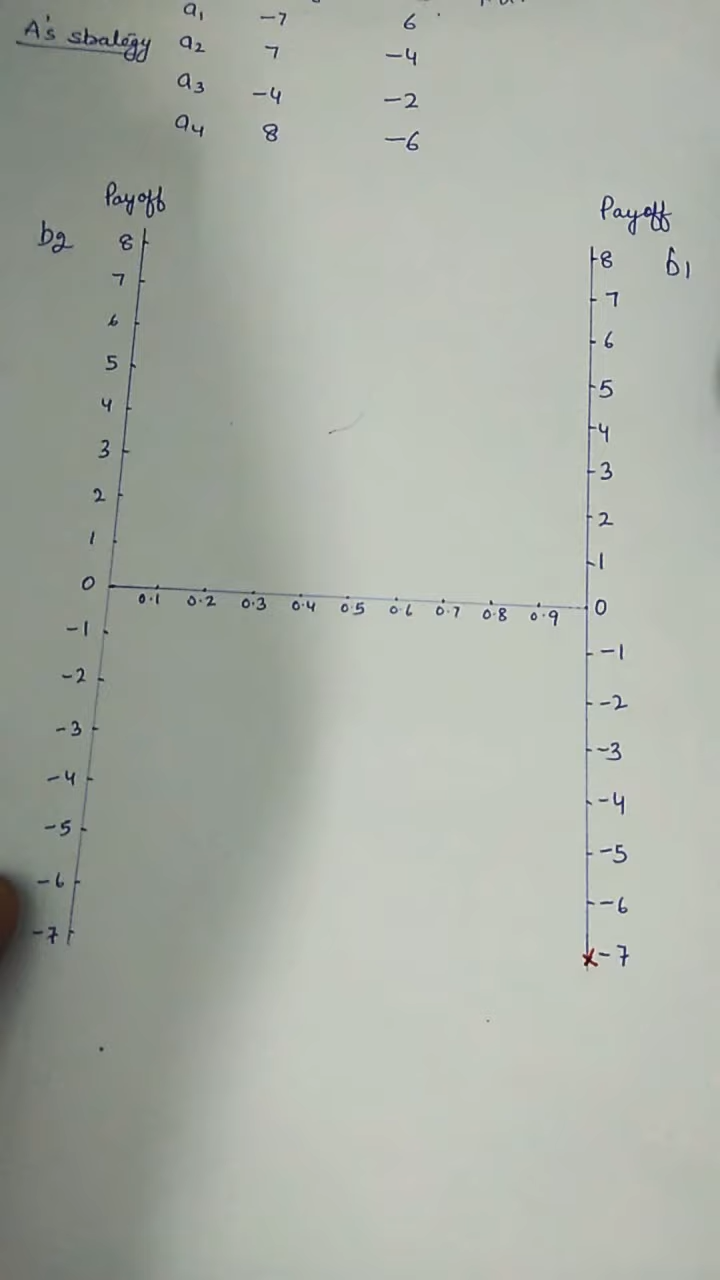 a1 -7 6
A's stralegy a2 7 -4
a3 -4 -2
a4 8 -6
Payoff Payoff
b2 8 8 b1
7 7
6 6
5 5
4 4
3 3
2 2
1 1
0 0.1 0.2 0.3 0.4 0.5 0.6 0.7 0.8 0.9 0
-1 -1
-2 -2
-3 -3
-4 -4
-5 -5
-6 -6
-7 x -7